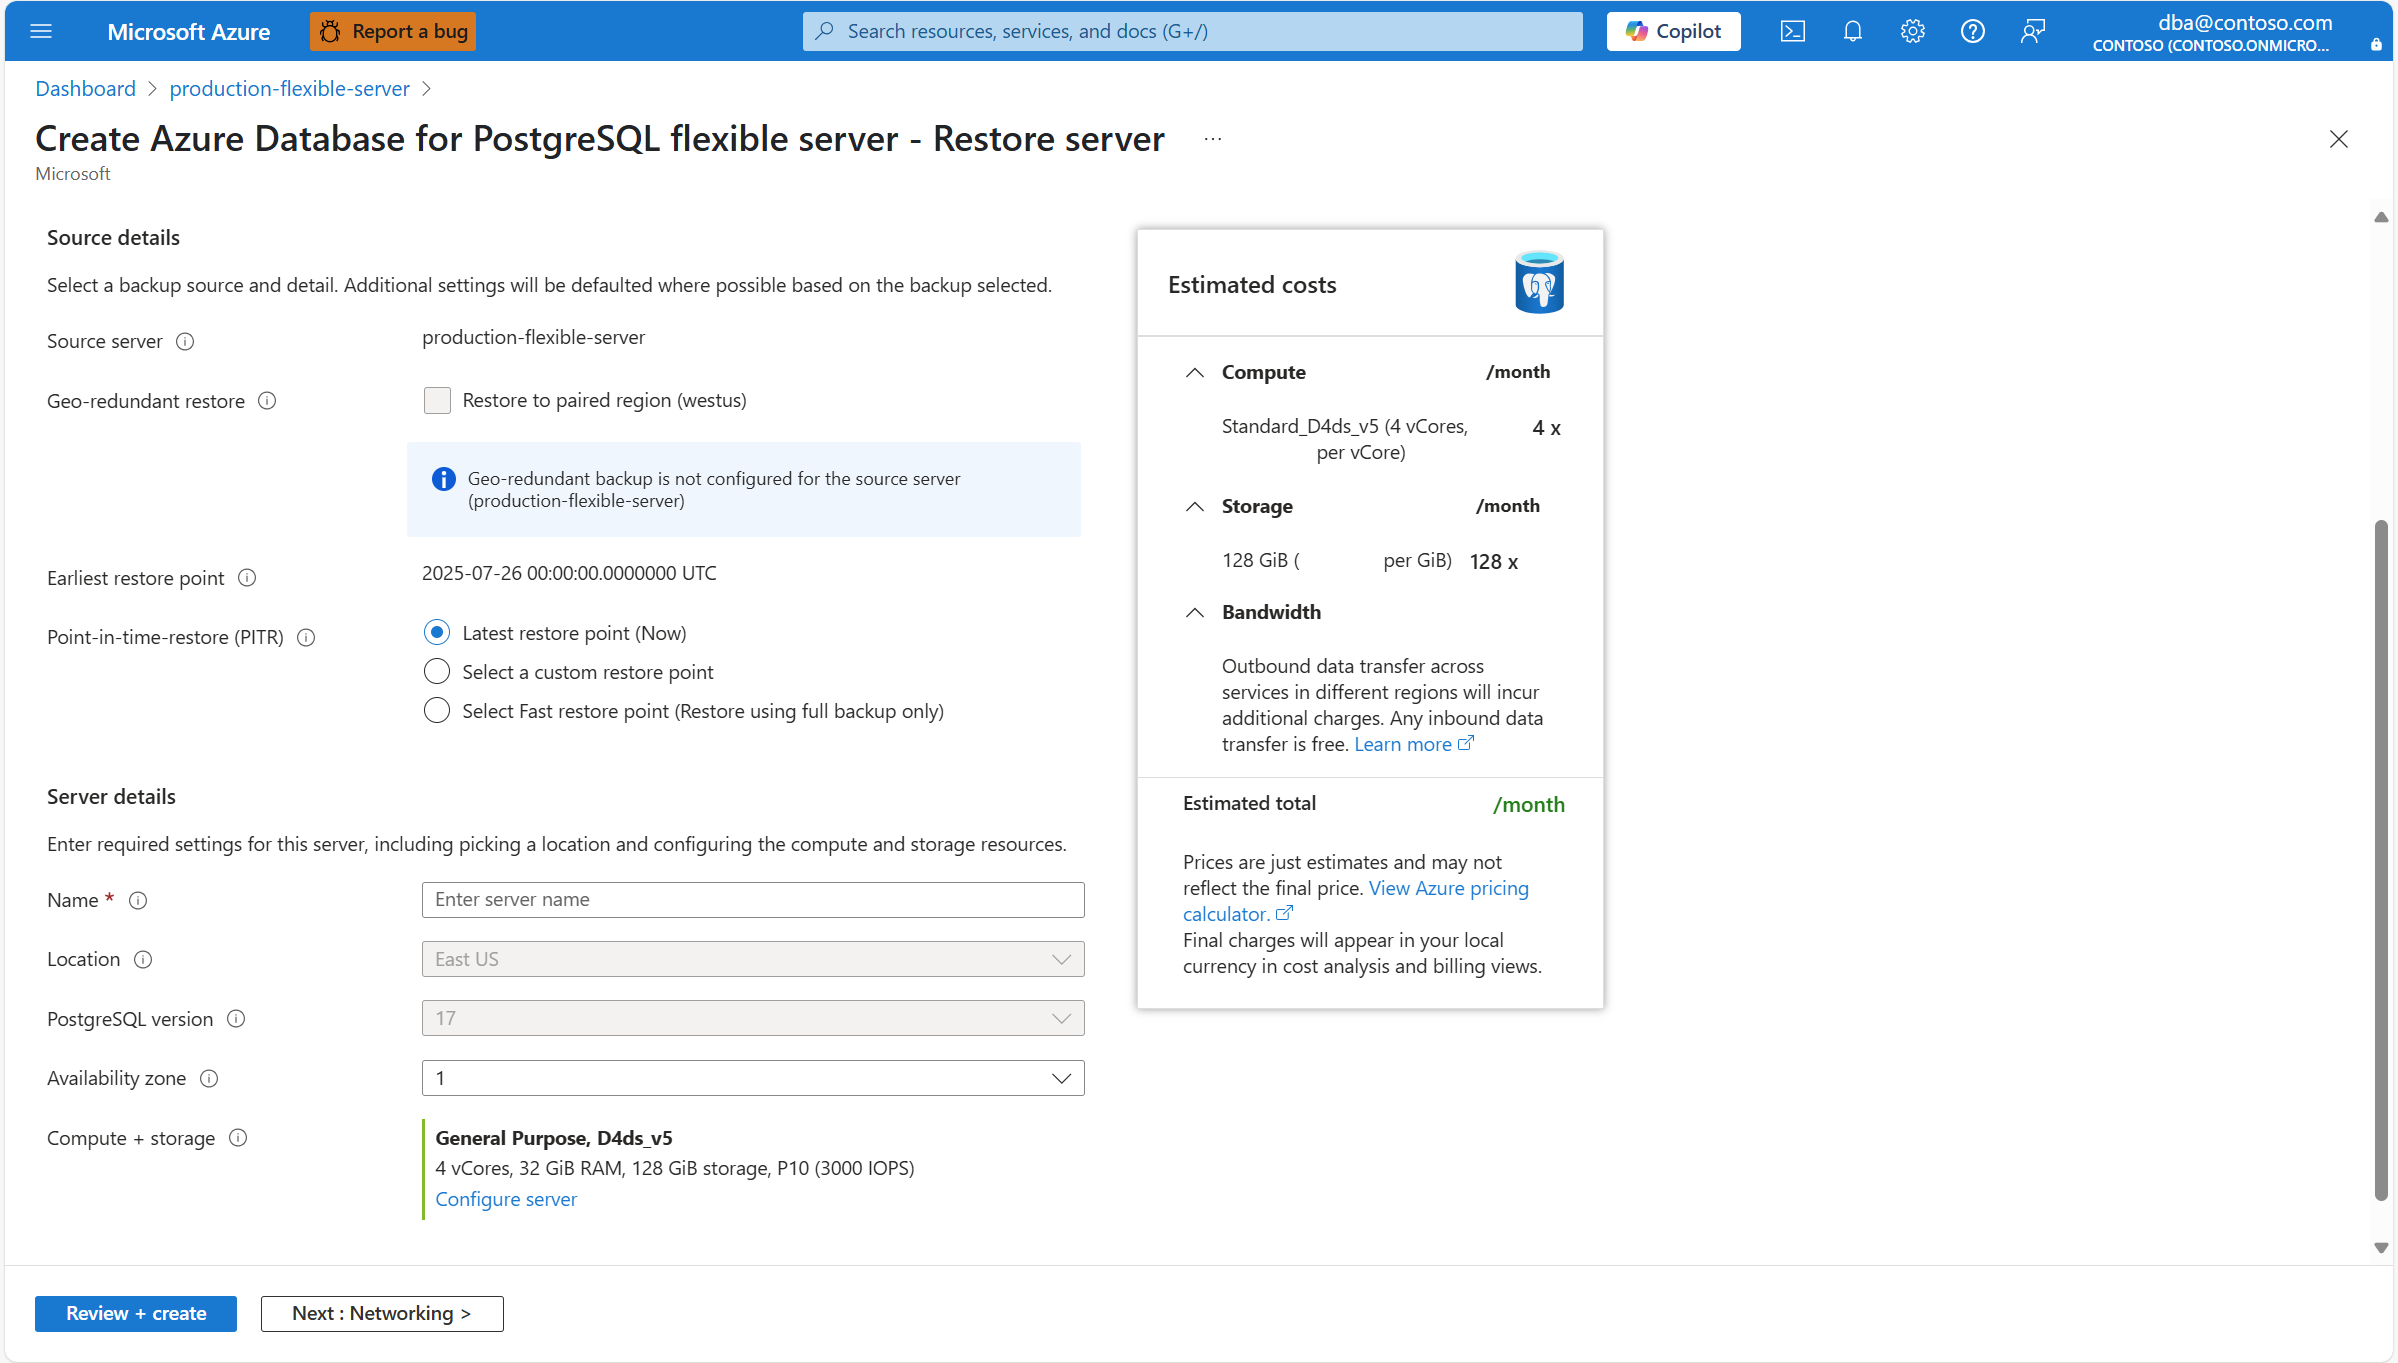 Microsoft Azure
Report a bug
Search resources, services, and docs (G+/)
Copilot
dba@contoso.com
CONTOSO (CONTOSO.ONMICRO...
Dashboard > production-flexible-server >
Create Azure Database for PostgreSQL flexible server - Restore server ...
Microsoft
Source details
Select a backup source and detail. Additional settings will be defaulted where possible based on the backup selected.
Source server
production-flexible-server
Geo-redundant restore
Restore to paired region (westus)
Geo-redundant backup is not configured for the source server
(production-flexible-server)
Earliest restore point
2025-07-26 00:00:00.0000000 UTC
Point-in-time-restore (PITR)
Latest restore point (Now)
Select a custom restore point
Select Fast restore point (Restore using full backup only)
Server details
Enter required settings for this server, including picking a location and configuring the compute and storage resources.
Name *
Enter server name
Location
East US
PostgreSQL version
17
Availability zone
1
Compute + storage
General Purpose, D4ds_v5
4 vCores, 32 GiB RAM, 128 GiB storage, P10 (3000 IOPS)
Configure server
Estimated costs
Compute /month
Standard_D4ds_v5 (4 vCores, 4 x
per vCore)
Storage /month
128 GiB ( per GiB) 128 x
Bandwidth
Outbound data transfer across
services in different regions will incur
additional charges. Any inbound data
transfer is free. Learn more
Estimated total /month
Prices are just estimates and may not
reflect the final price. View Azure pricing
calculator.
Final charges will appear in your local
currency in cost analysis and billing views.
Review + create
Next : Networking >